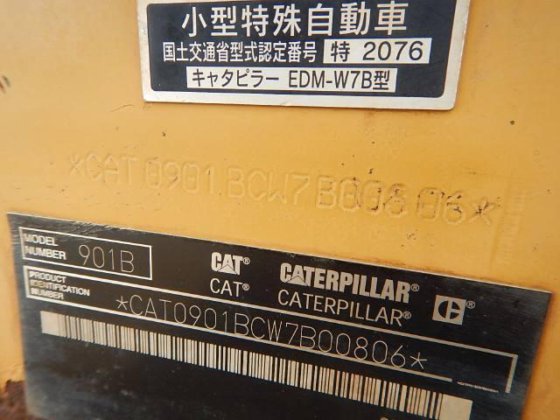 小型特殊自動車
国土交通省型式認定番号 特 2076
キャタピラー EDM-W7B型
*CAT0901BCW7B00806*
MODEL NUMBER 901B
CAT® CATERPILLAR
CAT® CATERPILLAR
PRODUCT IDENTIFICATION NUMBER
*CAT0901BCW7B00806*